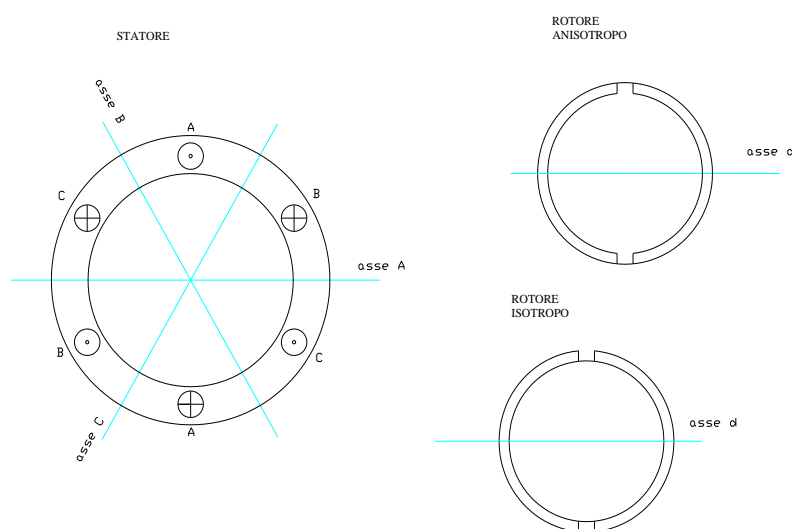 STATORE
asse B
A
C
B
asse A
B
C
A
asse C
ROTORE
ANISOTROPO
asse d
ROTORE
ISOTROPO
asse d